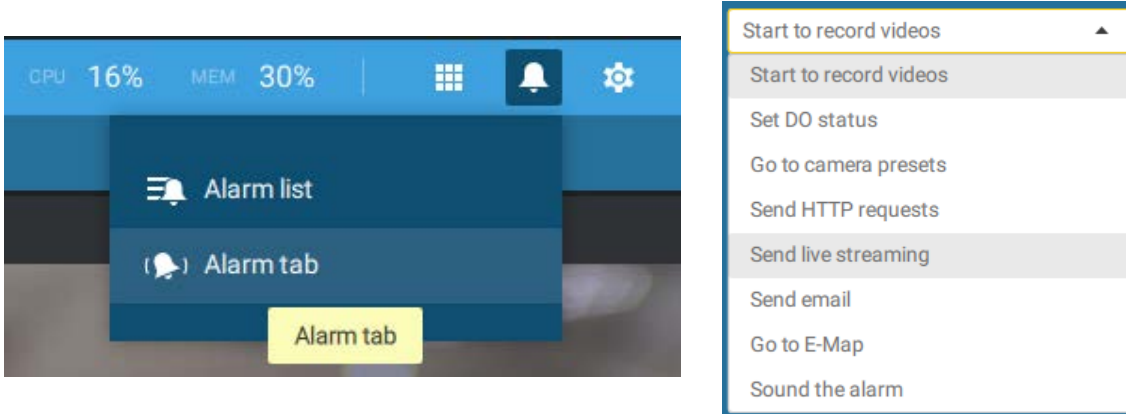 CPU 16% MEM 30%
Alarm list
Alarm tab
Alarm tab
Start to record videos
Start to record videos
Set DO status
Go to camera presets
Send HTTP requests
Send live streaming
Send email
Go to E-Map
Sound the alarm